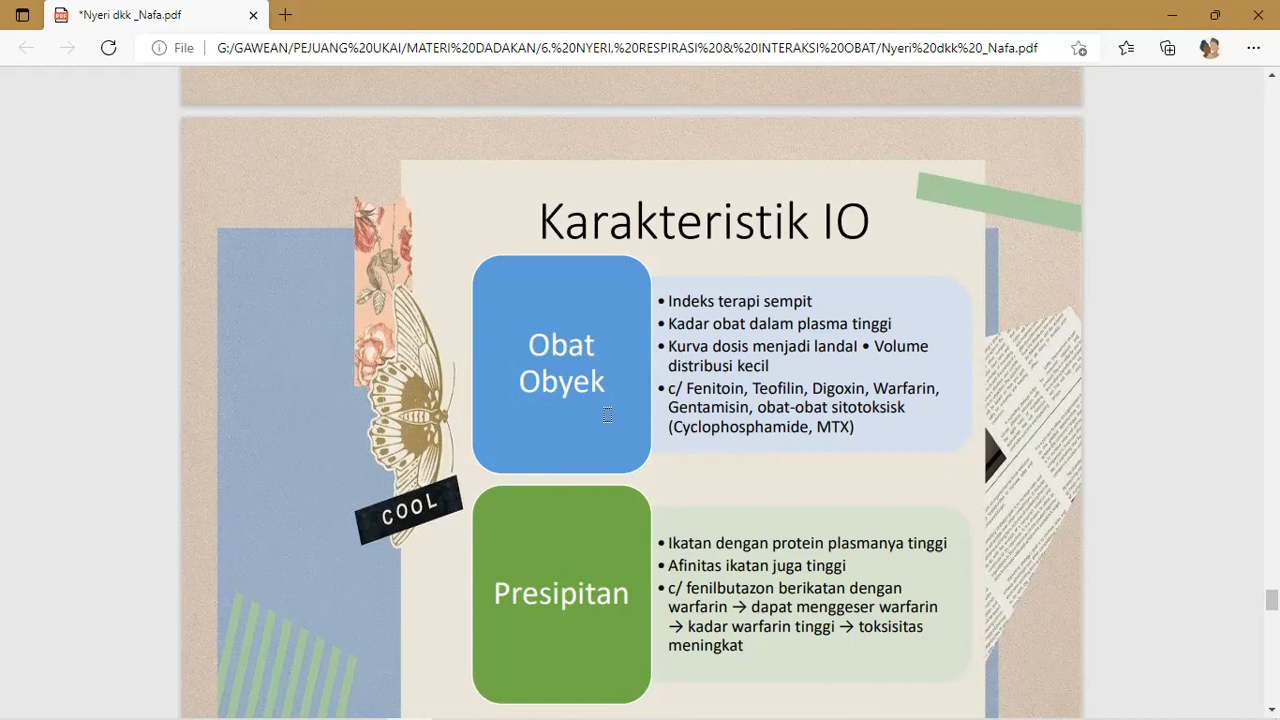 *Nyeri dkk _Nafa.pdf
File
G:/GAWEAN/PEJUANG%20UKAI/MATERI%20DADAKAN/6.%20NYERI,%20RESPIRASI%20&%20INTERAKSI%20OBAT/Nyeri%20dkk%20_Nafa.pdf
Karakteristik IO
Obat
Obyek
• Indeks terapi sempit
• Kadar obat dalam plasma tinggi
• Kurva dosis menjadi landal • Volume
distribusi kecil
• c/ Fenitoin, Teofilin, Digoxin, Warfarin,
Gentamisin, obat-obat sitotoksisk
(Cyclophosphamide, MTX)
COOL
Presipitan
• Ikatan dengan protein plasmanya tinggi
• Afinitas ikatan juga tinggi
• c/ fenilbutazon berikatan dengan
warfarin → dapat menggeser warfarin
→ kadar warfarin tinggi → toksisitas
meningkat